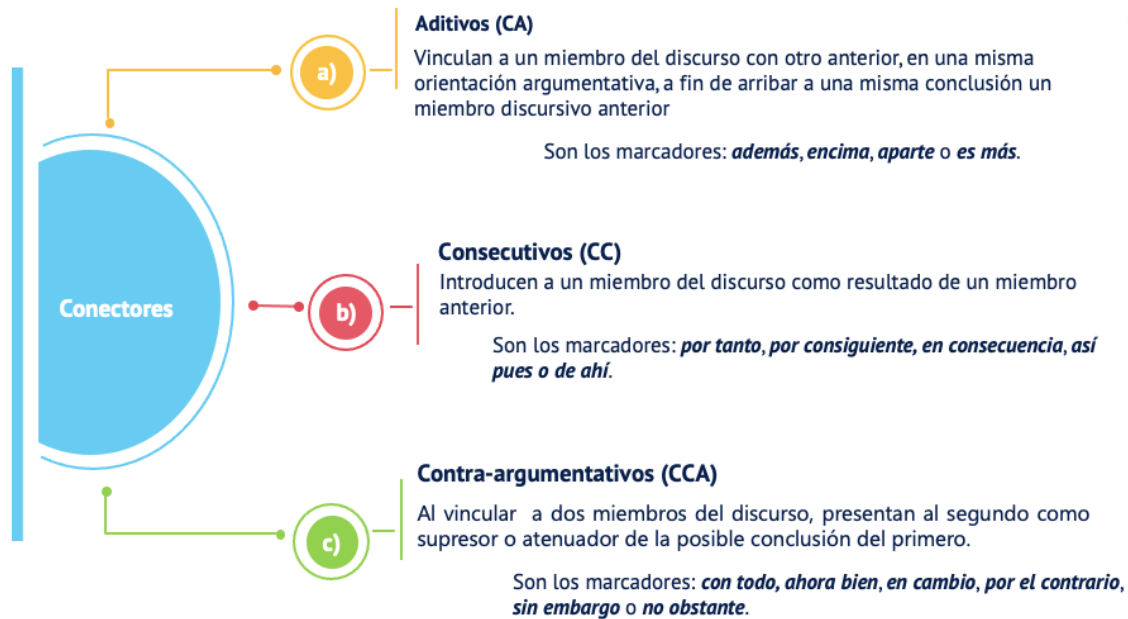 Conectores
a)
Aditivos (CA)
Vinculan a un miembro del discurso con otro anterior, en una misma
orientación argumentativa, a fin de arribar a una misma conclusión un
miembro discursivo anterior
Son los marcadores: además, encima, aparte o es más.
b)
Consecutivos (CC)
Introducen a un miembro del discurso como resultado de un miembro
anterior.
Son los marcadores: por tanto, por consiguiente, en consecuencia, así
pues o de ahí.
c)
Contra-argumentativos (CCA)
Al vincular a dos miembros del discurso, presentan al segundo como
supresor o atenuador de la posible conclusión del primero.
Son los marcadores: con todo, ahora bien, en cambio, por el contrario,
sin embargo o no obstante.